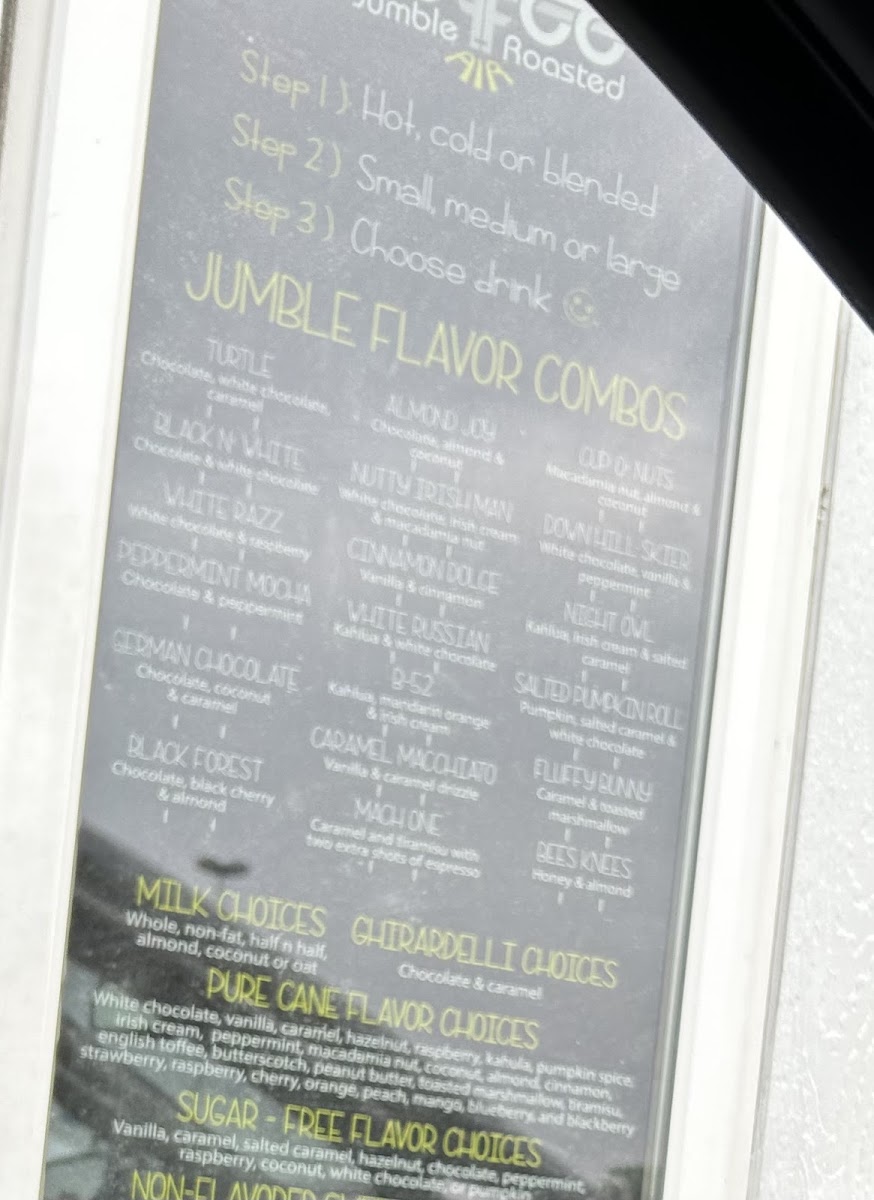 Jumble
AIR
Roasted
Step 1) Hot, cold or blended
Step 2) Small, medium or large
Step 3) Choose drink
JUMBLE FLAVOR COMBOS
TURTLE
Chocolate, white chocolate,
caramel
BLACK N' WHITE
Chocolate & white chocolate
WHITE RAZZ
White chocolate & raspberry
PEPPERMINT MOCHA
Chocolate & peppermint
GERMAN CHOCOLATE
Chocolate, coconut
& caramel
BLACK FOREST
Chocolate, black cherry
& almond
ALMOND JOY
Chocolate, almond &
coconut
NUTTY IRISHMAN
White chocolate, irish cream
& macadamia nut
CINNAMON DOLCE
Vanilla & cinnamon
WHITE RUSSIAN
Kahlua & white chocolate
B-52
Kahlua, mandarin orange
& irish cream
CARAMEL MACCHIATO
Vanilla & caramel drizzle
MACH ONE
Caramel and tiramisu with
two extra shots of espresso
CUP O' NUTS
Macadamia nut, almond &
coconut
DOWN HILL SKIER
White chocolate, vanilla &
peppermint
NIGHT OWL
Kahlua, irish cream & salted
caramel
SALTED PUMPKIN ROLL
Pumpkin, salted caramel &
white chocolate
FLUFFY BUNNY
Caramel & toasted
marshmallow
BEES KNEES
Honey & almond
MILK CHOICES
Whole, non-fat, half n half,
almond, coconut or oat
GHIRARDELLI CHOICES
Chocolate & caramel
PURE CANE FLAVOR CHOICES
White chocolate, vanilla, caramel, hazelnut, raspberry, kahula, pumpkin spice,
irish cream, peppermint, macadamia nut, coconut, almond, cinnamon,
english toffee, butterscotch, peanut butter, toasted marshmallow, tiramisu,
strawberry, raspberry, cherry, orange, peach, mango, blueberry, and blackberry
SUGAR - FREE FLAVOR CHOICES
Vanilla, caramel, salted caramel, hazelnut, chocolate, peppermint,
raspberry, coconut, white chocolate, or pumpkin
NON-FLAVORED